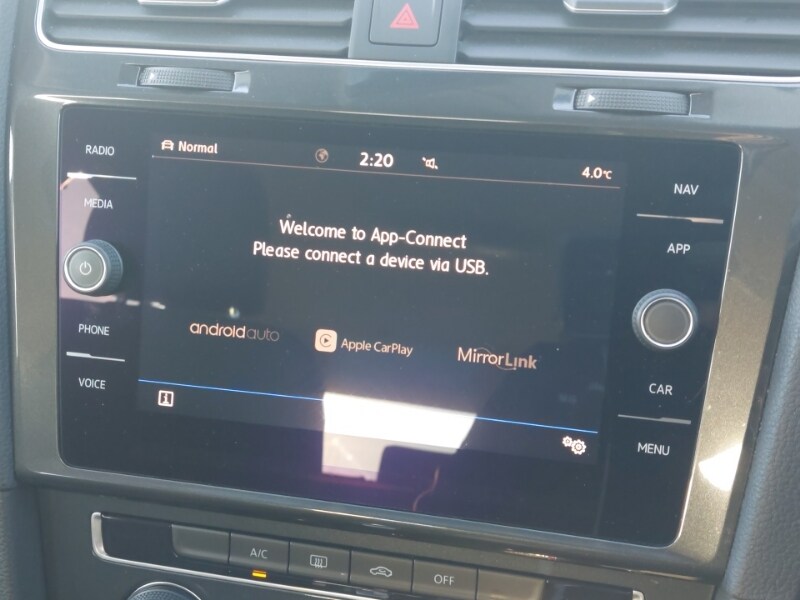 RADIO
MEDIA
PHONE
VOICE
Normal
2:20
4.0°C
Welcome to App-Connect
Please connect a device via USB.
androidauto
Apple CarPlay
MirrorLink
NAV
APP
CAR
MENU
A/C
OFF